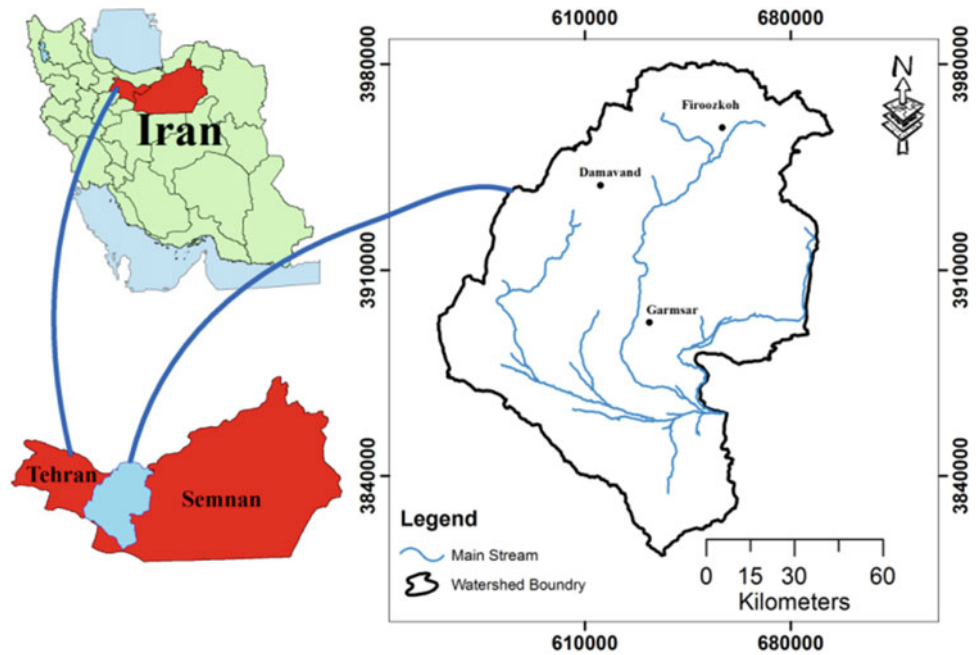 Iran
Tehran
Semnan
610000
680000
3980000
3910000
3840000
3980000
3910000
3840000
N
Firoozkoh
Damavand
Garmsar
Legend
Main Stream
Watershed Boundry
0 15 30 60
Kilometers
610000
680000